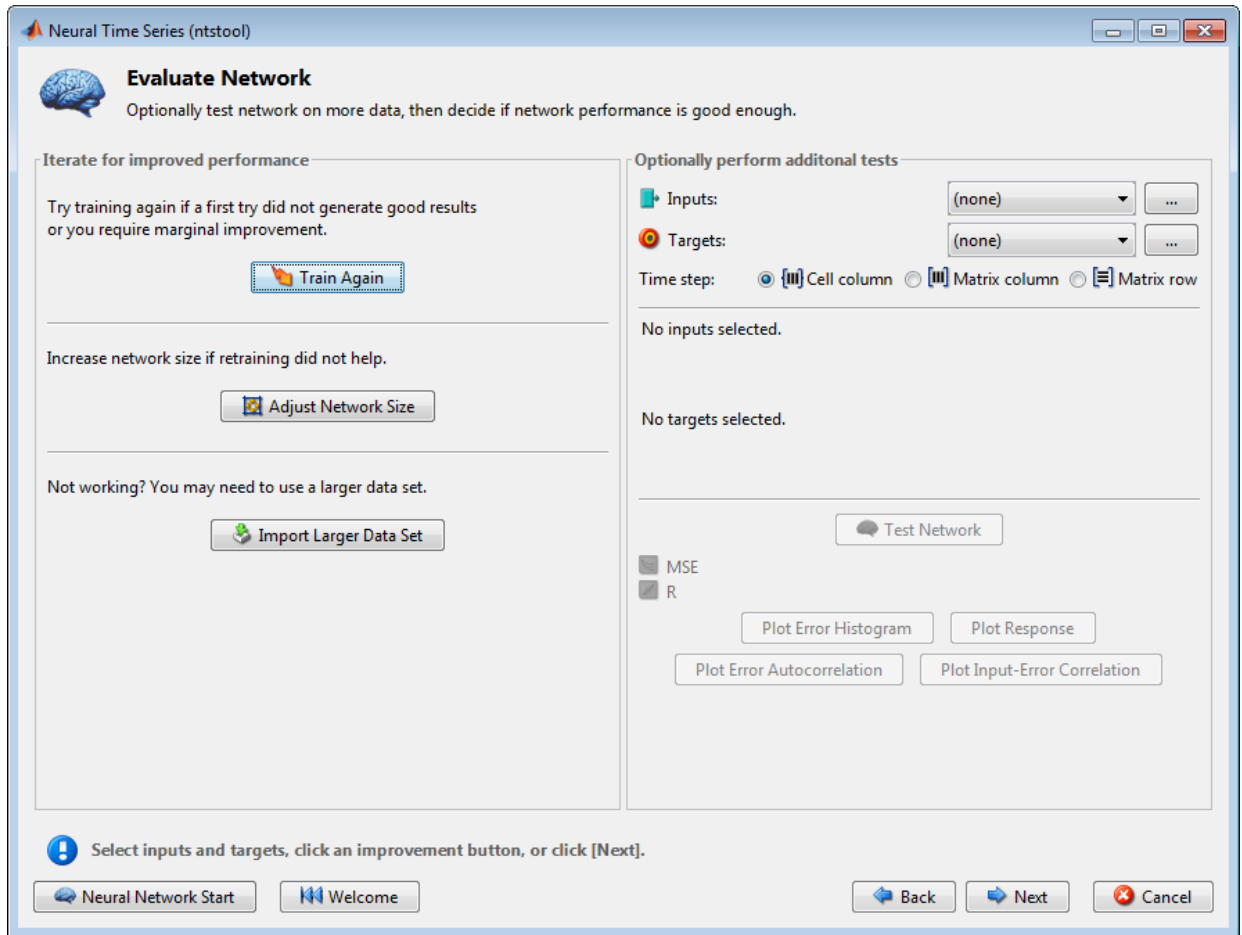 Neural Time Series (ntstool)
Evaluate Network
Optionally test network on more data, then decide if network performance is good enough.
Iterate for improved performance
Try training again if a first try did not generate good results
or you require marginal improvement.
Train Again
Increase network size if retraining did not help.
Adjust Network Size
Not working? You may need to use a larger data set.
Import Larger Data Set
Optionally perform additonal tests
Inputs: (none) ...
Targets: (none) ...
Time step: Cell column Matrix column Matrix row
No inputs selected.
No targets selected.
Test Network
MSE
R
Plot Error Histogram Plot Response
Plot Error Autocorrelation Plot Input-Error Correlation
Select inputs and targets, click an improvement button, or click [Next].
Neural Network Start Welcome Back Next Cancel